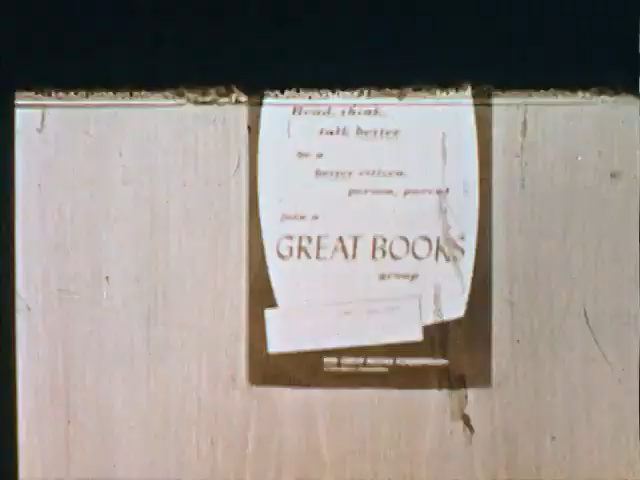 Read, think,
talk better
be a
better citizen,
person, parent
join a
GREAT BOOKS
group